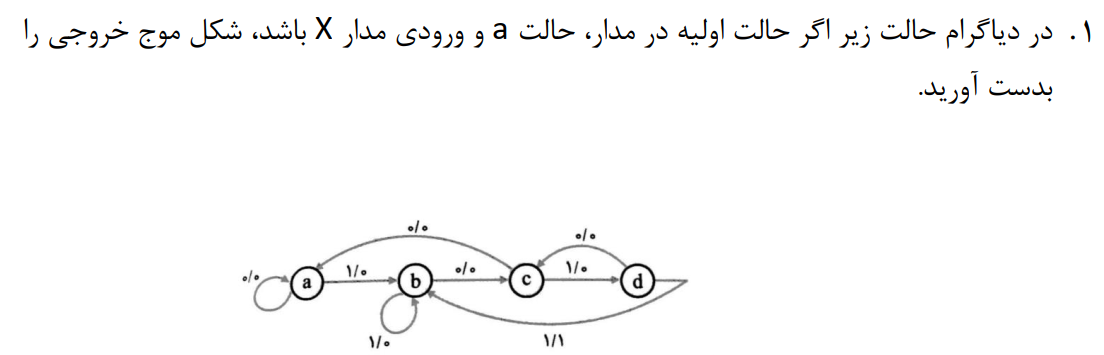 ۱. در دیاگرام حالت زیر اگر حالت اولیه در مدار، حالت a و ورودی مدار X باشد، شکل موج خروجی را
بدست آورید.
۰/۰
۰/۰
۰/۰ a ۱/۰ b ۰/۰ c ۱/۰ d
۱/۰
۱/۱